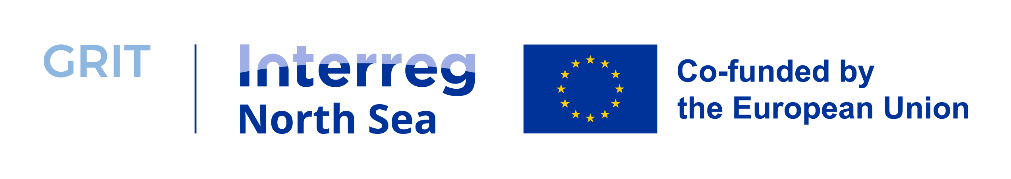 GRIT
Interreg
North Sea
Co-funded by
the European Union